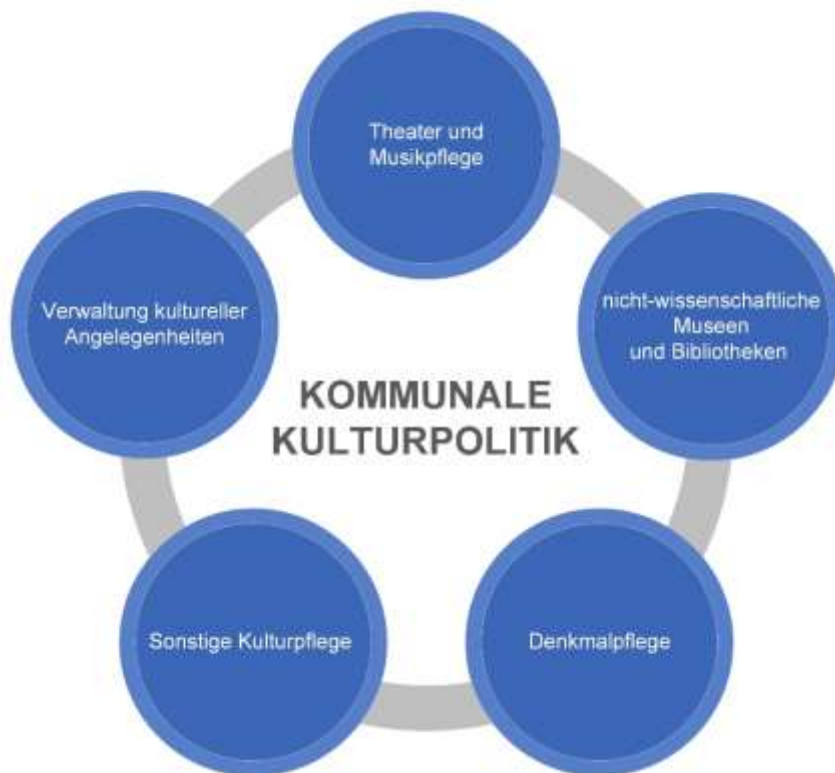 Theater und
Musikpflege
nicht-wissenschaftliche
Museen
und Bibliotheken
Verwaltung kultureller
Angelegenheiten
KOMMUNALE
KULTURPOLITIK
Sonstige Kulturpflege
Denkmalpflege